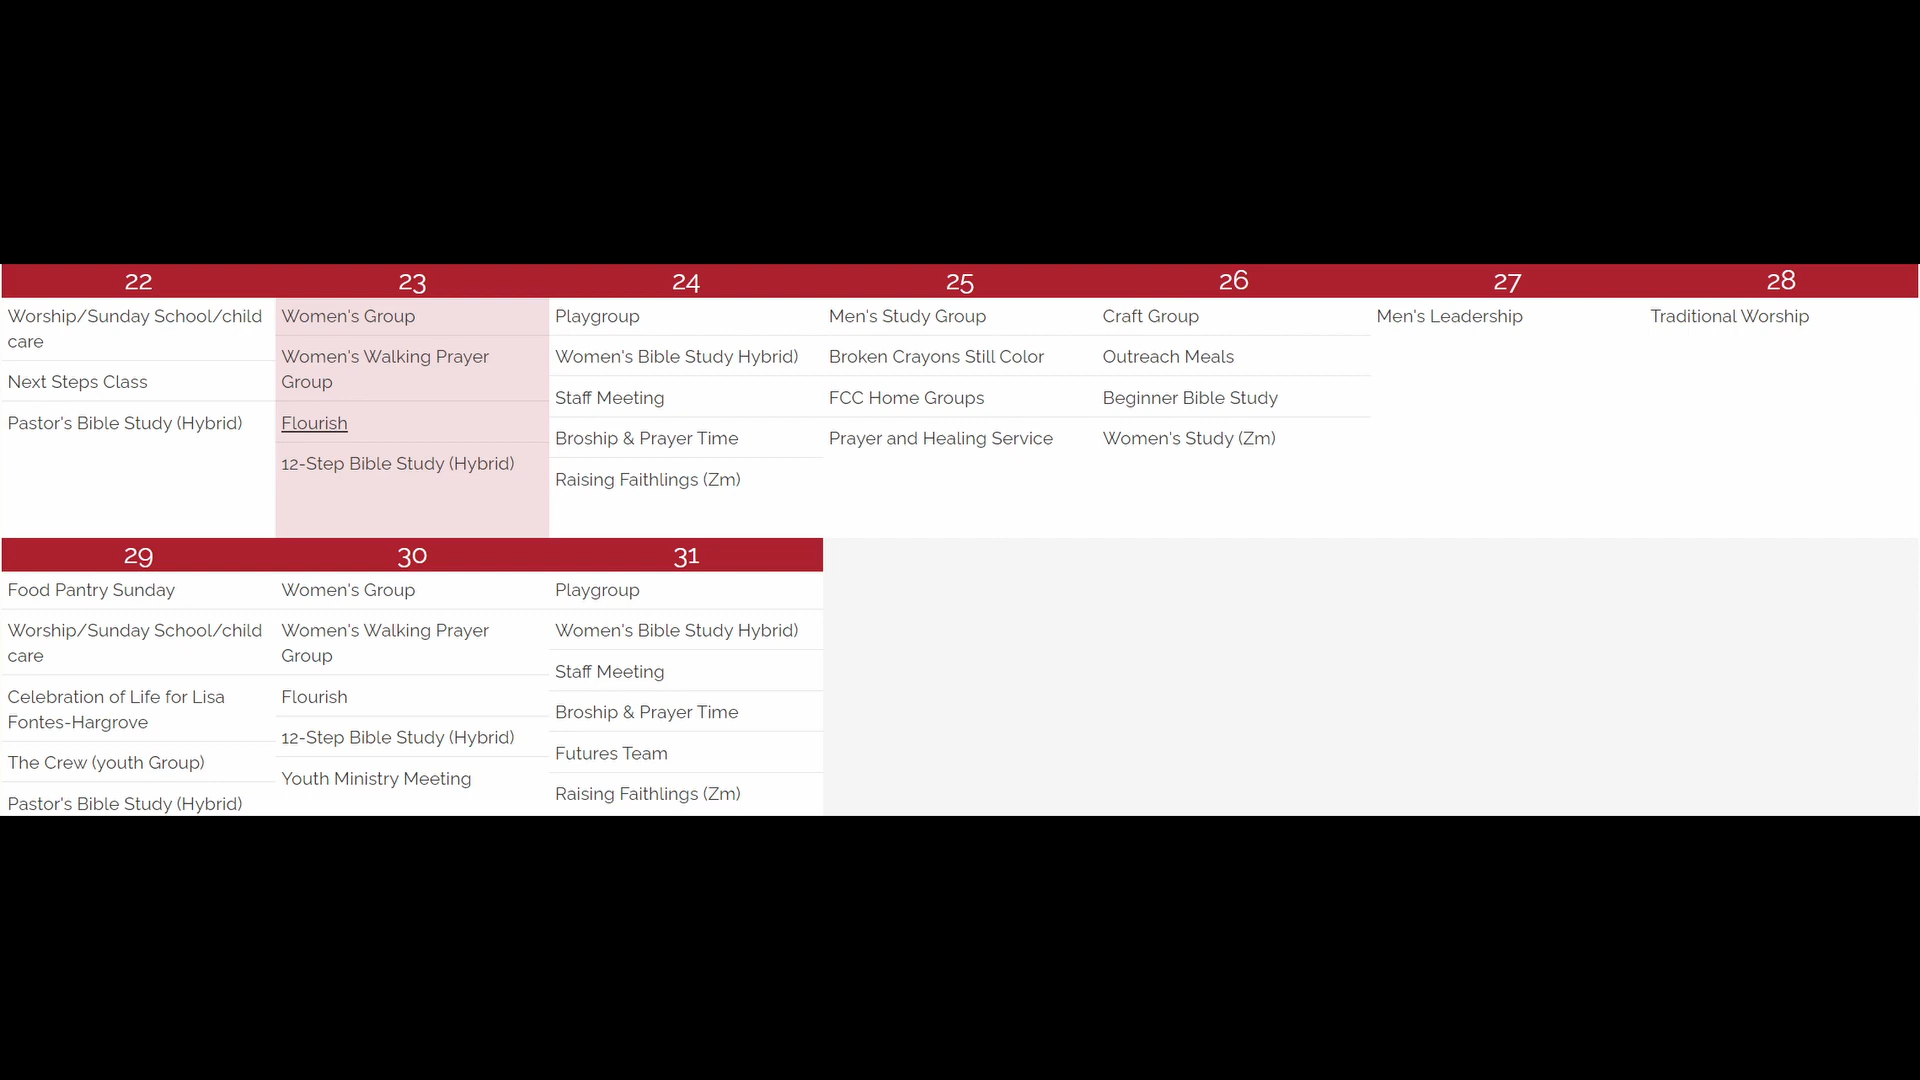 22
Worship/Sunday School/child
care
Next Steps Class
Pastor's Bible Study (Hybrid)
23
Women's Group
Women's Walking Prayer
Group
Flourish
12-Step Bible Study (Hybrid)
24
Playgroup
Women's Bible Study Hybrid)
Staff Meeting
Broship & Prayer Time
Raising Faithlings (Zm)
25
Men's Study Group
Broken Crayons Still Color
FCC Home Groups
Prayer and Healing Service
26
Craft Group
Outreach Meals
Beginner Bible Study
Women's Study (Zm)
27
Men's Leadership
28
Traditional Worship
29
Food Pantry Sunday
Worship/Sunday School/child
care
Celebration of Life for Lisa
Fontes-Hargrove
The Crew (youth Group)
Pastor's Bible Study (Hybrid)
30
Women's Group
Women's Walking Prayer
Group
Flourish
12-Step Bible Study (Hybrid)
Youth Ministry Meeting
31
Playgroup
Women's Bible Study Hybrid)
Staff Meeting
Broship & Prayer Time
Futures Team
Raising Faithlings (Zm)